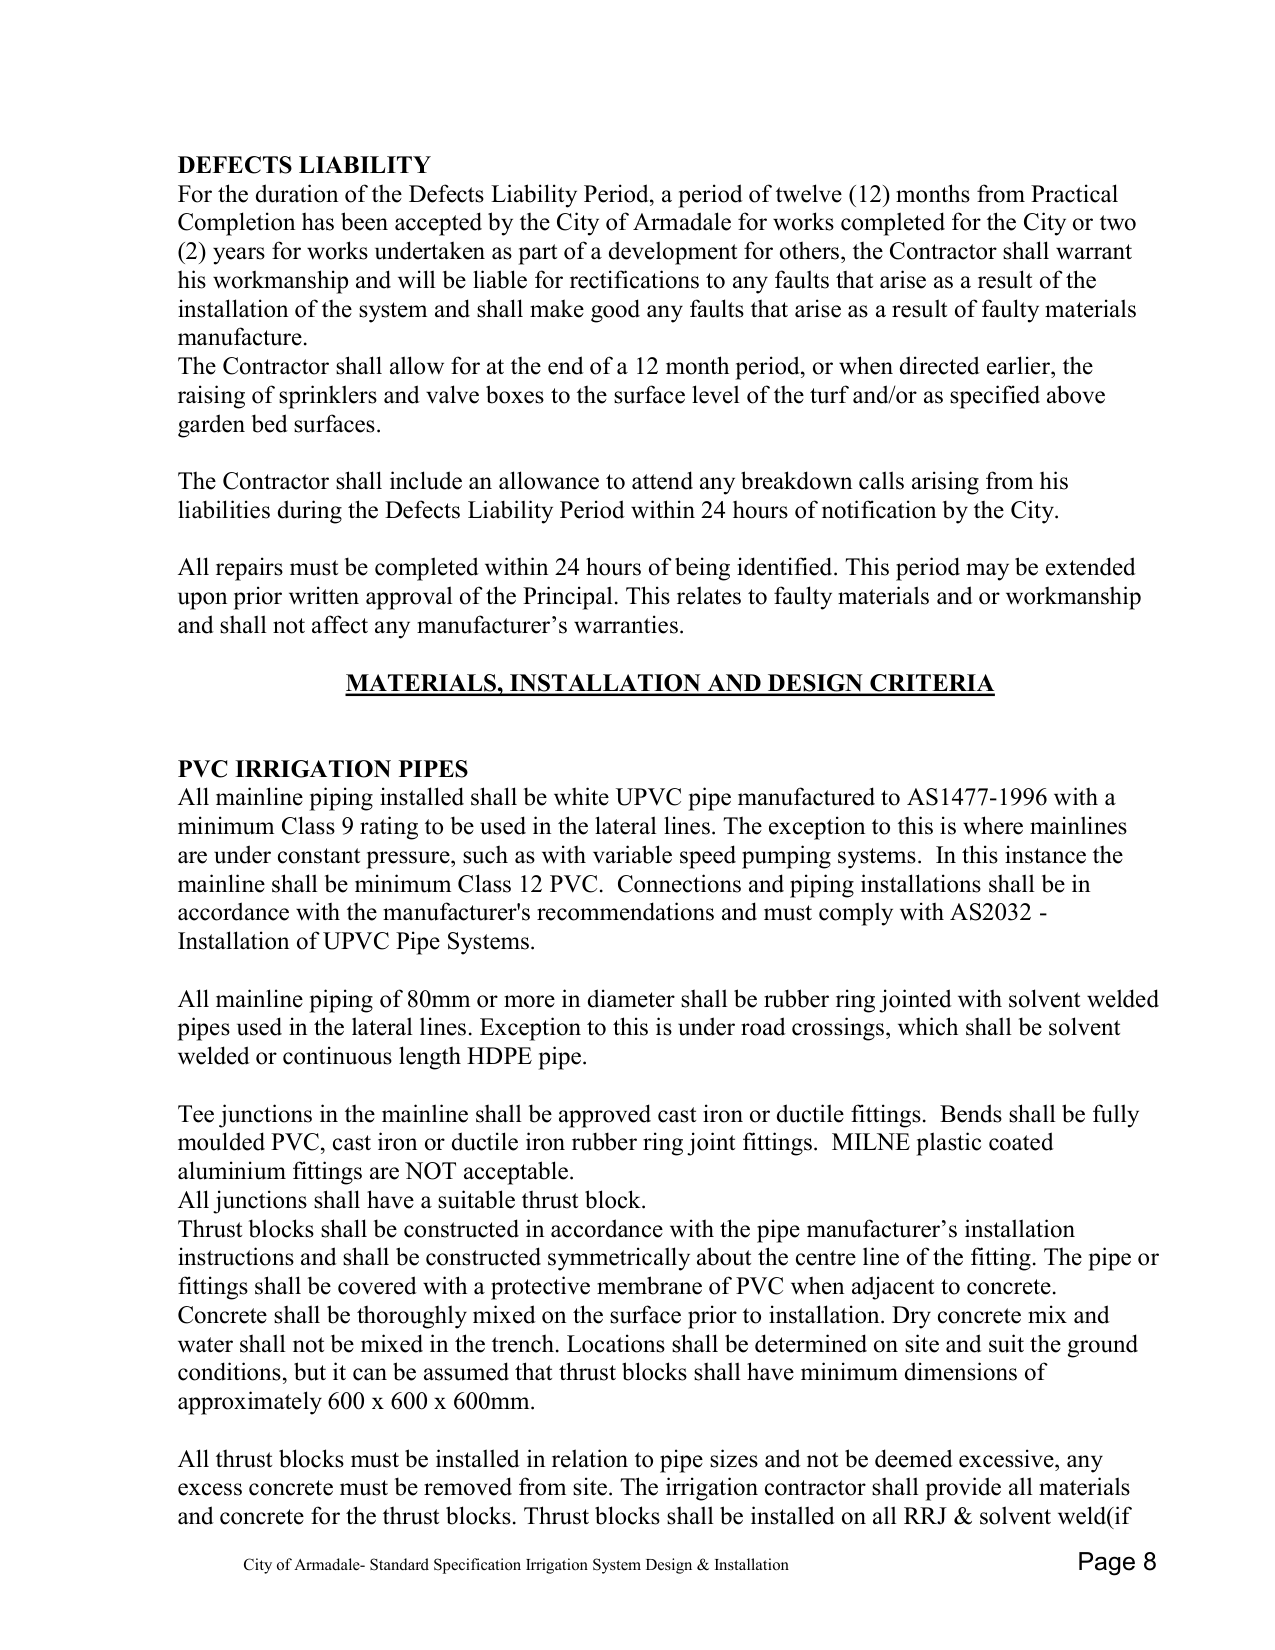 DEFECTS LIABILITY
For the duration of the Defects Liability Period, a period of twelve (12) months from Practical
Completion has been accepted by the City of Armadale for works completed for the City or two
(2) years for works undertaken as part of a development for others, the Contractor shall warrant
his workmanship and will be liable for rectifications to any faults that arise as a result of the
installation of the system and shall make good any faults that arise as a result of faulty materials
manufacture.
The Contractor shall allow for at the end of a 12 month period, or when directed earlier, the
raising of sprinklers and valve boxes to the surface level of the turf and/or as specified above
garden bed surfaces.
The Contractor shall include an allowance to attend any breakdown calls arising from his
liabilities during the Defects Liability Period within 24 hours of notification by the City.
All repairs must be completed within 24 hours of being identified. This period may be extended
upon prior written approval of the Principal. This relates to faulty materials and or workmanship
and shall not affect any manufacturer’s warranties.
MATERIALS, INSTALLATION AND DESIGN CRITERIA
PVC IRRIGATION PIPES
All mainline piping installed shall be white UPVC pipe manufactured to AS1477-1996 with a
minimum Class 9 rating to be used in the lateral lines. The exception to this is where mainlines
are under constant pressure, such as with variable speed pumping systems.  In this instance the
mainline shall be minimum Class 12 PVC.  Connections and piping installations shall be in
accordance with the manufacturer's recommendations and must comply with AS2032 -
Installation of UPVC Pipe Systems.
All mainline piping of 80mm or more in diameter shall be rubber ring jointed with solvent welded
pipes used in the lateral lines. Exception to this is under road crossings, which shall be solvent
welded or continuous length HDPE pipe.
Tee junctions in the mainline shall be approved cast iron or ductile fittings.  Bends shall be fully
moulded PVC, cast iron or ductile iron rubber ring joint fittings.  MILNE plastic coated
aluminium fittings are NOT acceptable.
All junctions shall have a suitable thrust block.
Thrust blocks shall be constructed in accordance with the pipe manufacturer’s installation
instructions and shall be constructed symmetrically about the centre line of the fitting. The pipe or
fittings shall be covered with a protective membrane of PVC when adjacent to concrete.
Concrete shall be thoroughly mixed on the surface prior to installation. Dry concrete mix and
water shall not be mixed in the trench. Locations shall be determined on site and suit the ground
conditions, but it can be assumed that thrust blocks shall have minimum dimensions of
approximately 600 x 600 x 600mm.
All thrust blocks must be installed in relation to pipe sizes and not be deemed excessive, any
excess concrete must be removed from site. The irrigation contractor shall provide all materials
and concrete for the thrust blocks. Thrust blocks shall be installed on all RRJ & solvent weld(if
City of Armadale- Standard Specification Irrigation System Design & Installation
Page 8